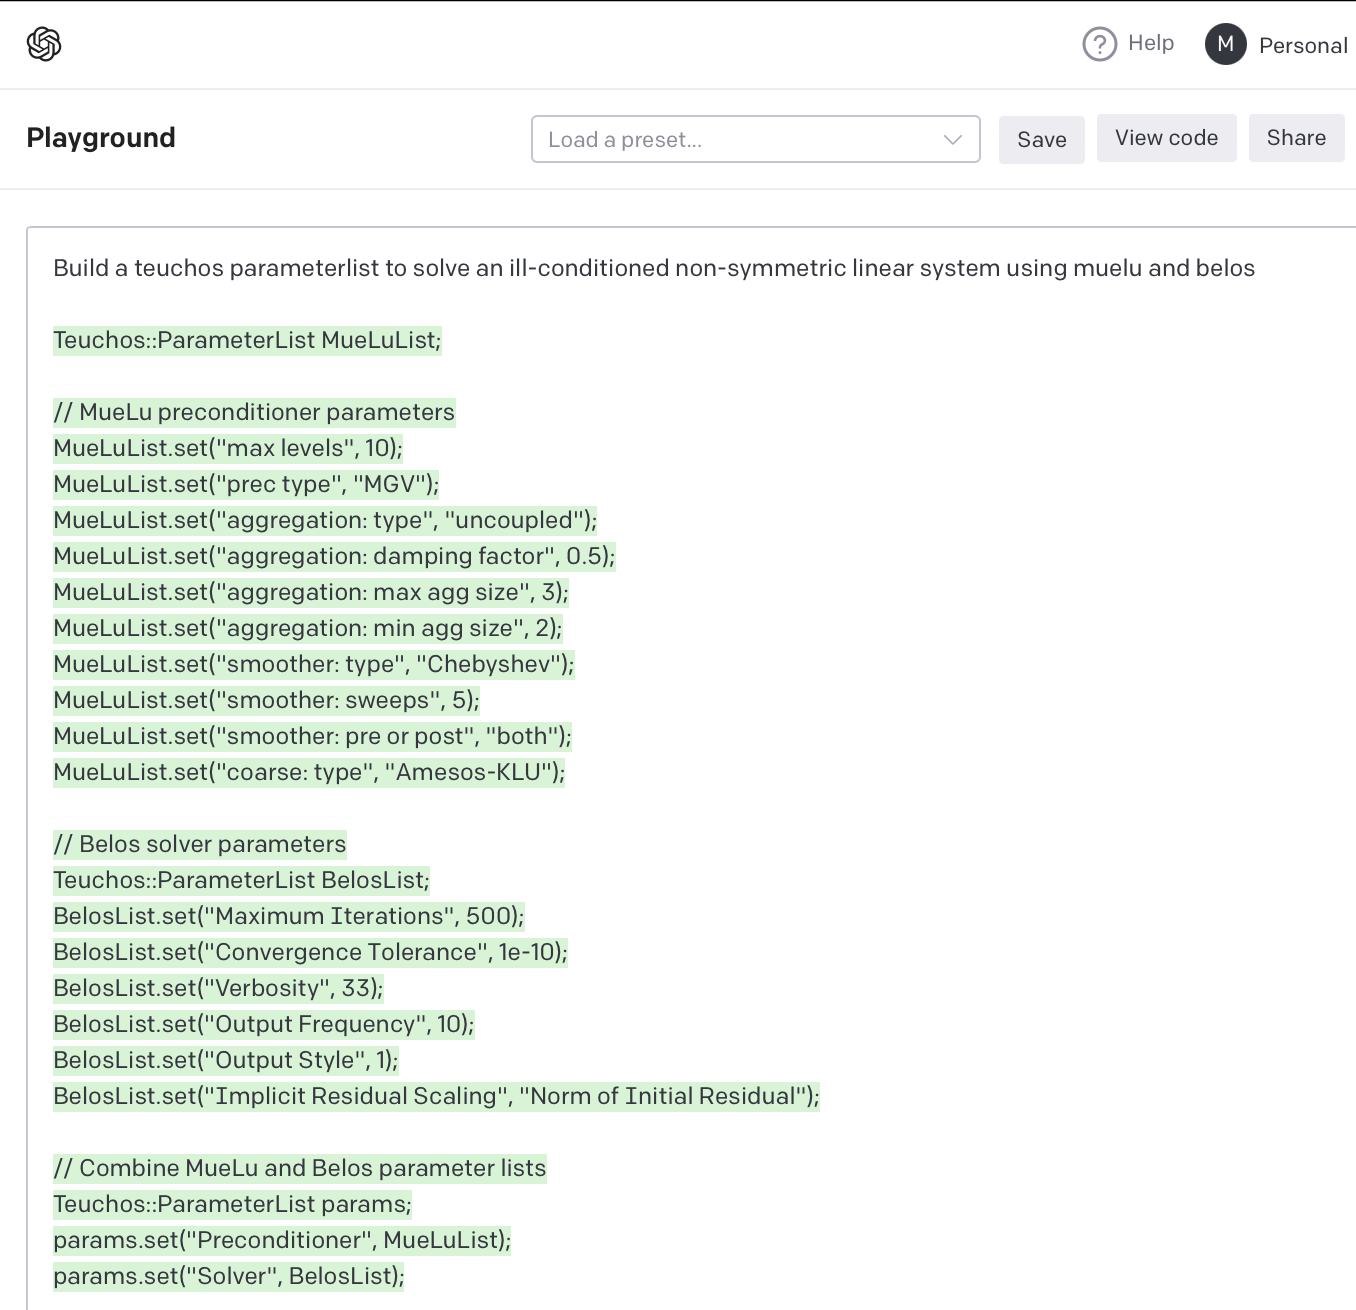 Help
M
Personal
Playground
Load a preset...
Save
View code
Share
Build a teuchos parameterlist to solve an ill-conditioned non-symmetric linear system using muelu and belos
Teuchos::ParameterList MueLuList;
// MueLu preconditioner parameters
MueLuList.set("max levels", 10);
MueLuList.set("prec type", "MGV");
MueLuList.set("aggregation: type", "uncoupled");
MueLuList.set("aggregation: damping factor", 0.5);
MueLuList.set("aggregation: max agg size", 3);
MueLuList.set("aggregation: min agg size", 2);
MueLuList.set("smoother: type", "Chebyshev");
MueLuList.set("smoother: sweeps", 5);
MueLuList.set("smoother: pre or post", "both");
MueLuList.set("coarse: type", "Amesos-KLU");
// Belos solver parameters
Teuchos::ParameterList BelosList;
BelosList.set("Maximum Iterations", 500);
BelosList.set("Convergence Tolerance", 1e-10);
BelosList.set("Verbosity", 33);
BelosList.set("Output Frequency", 10);
BelosList.set("Output Style", 1);
BelosList.set("Implicit Residual Scaling", "Norm of Initial Residual");
// Combine MueLu and Belos parameter lists
Teuchos::ParameterList params;
params.set("Preconditioner", MueLuList);
params.set("Solver", BelosList);